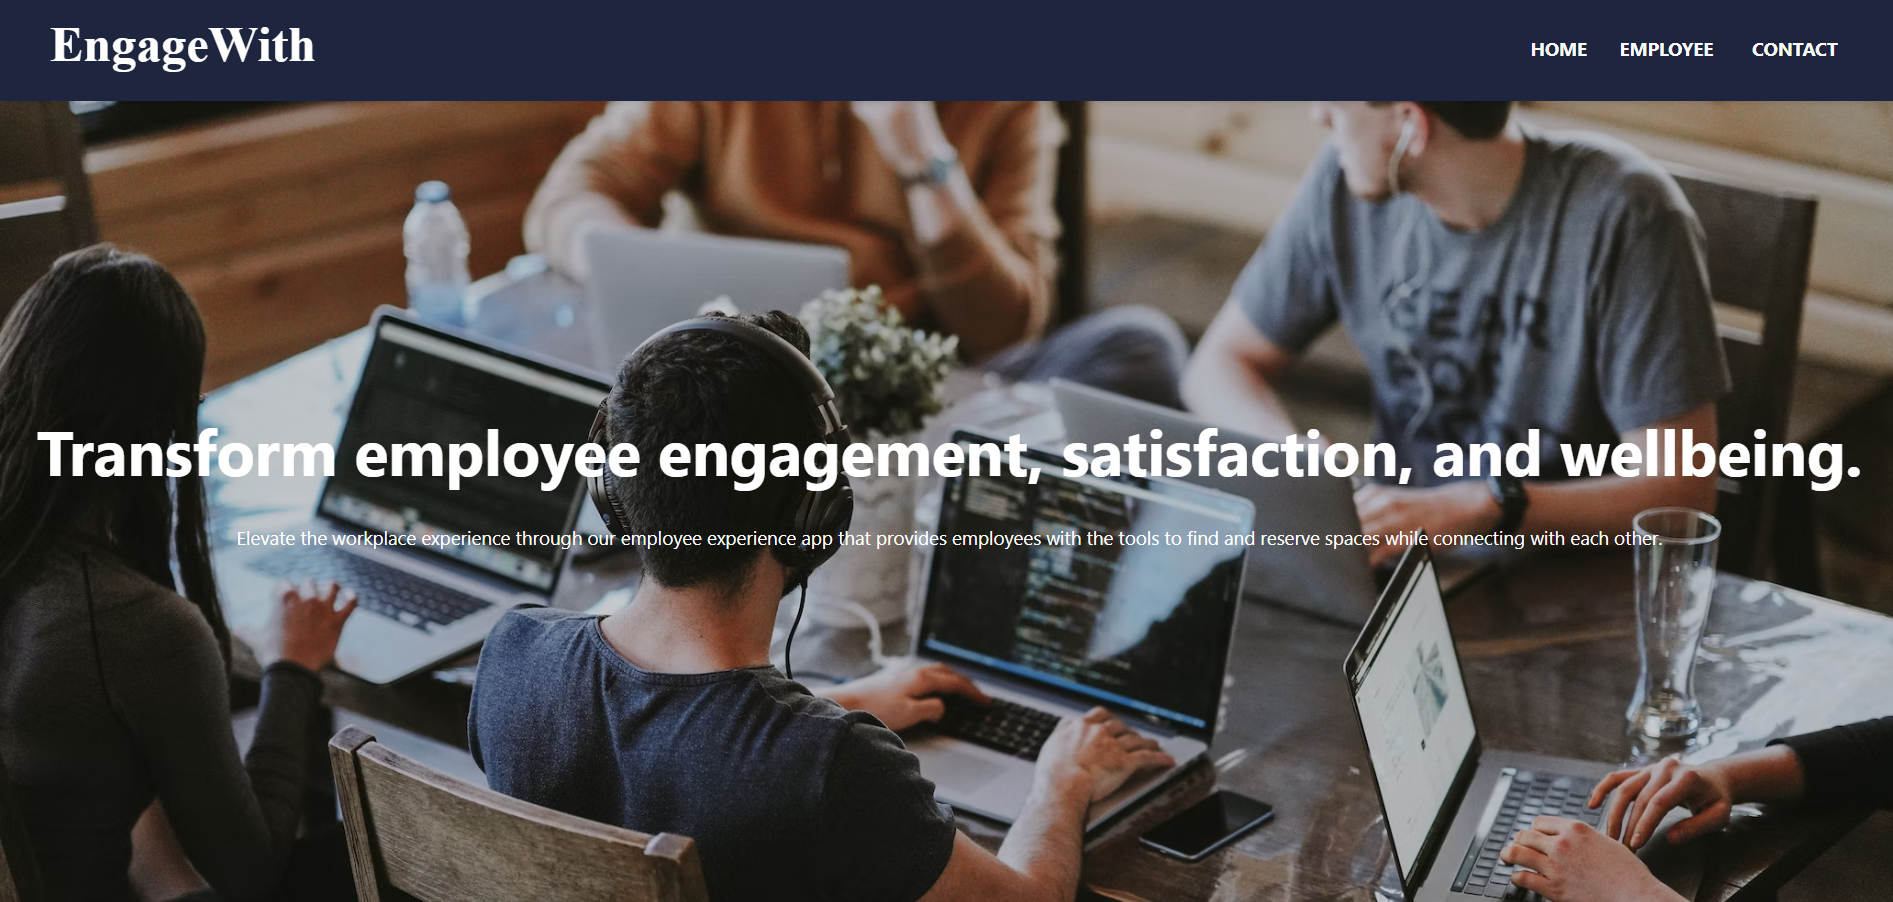 EngageWith
HOME EMPLOYEE CONTACT
Transform employee engagement, satisfaction, and wellbeing.
Elevate the workplace experience through our employee experience app that provides employees with the tools to find and reserve spaces while connecting with each other.